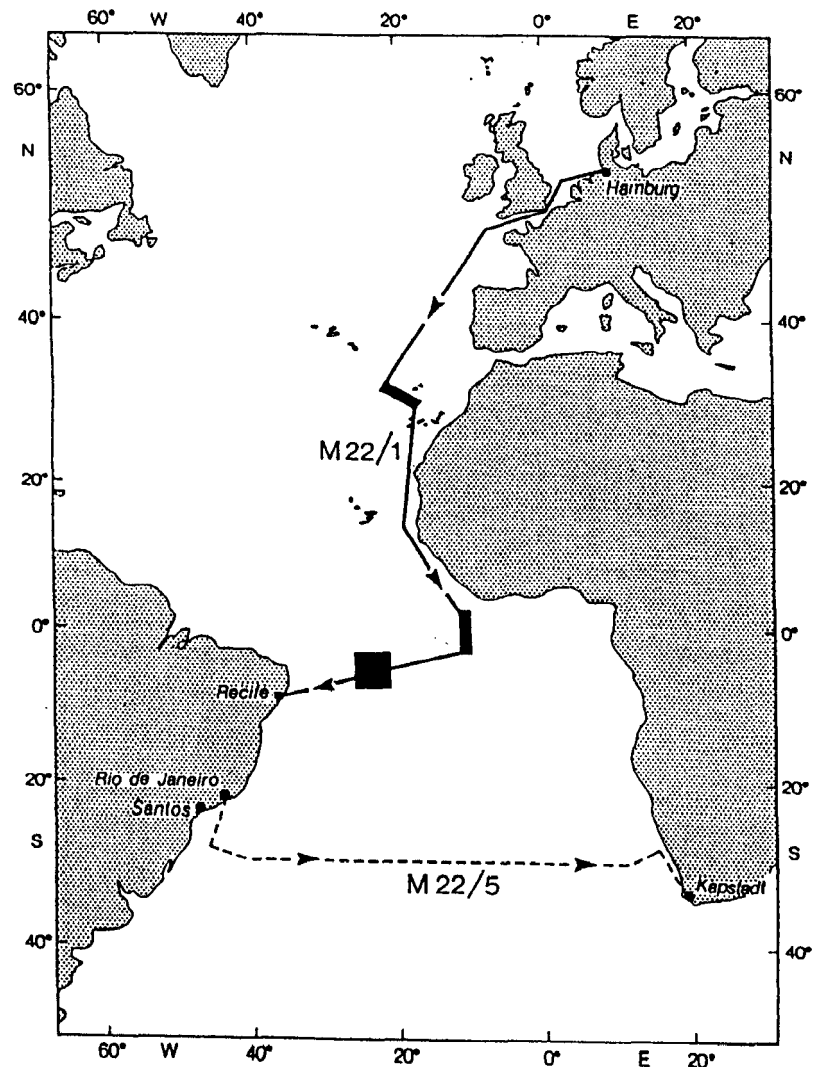 60° W 40° 20° 0° E 20°
60° 60°
N N
Hamburg
40° 40°
M 22/1
20° 20°
0° 0°
Recife
20° 20°
Rio de Janeiro
Santos
S S
M 22/5
Kapstadt
40° 40°
60° W 40° 20° 0° E 20°